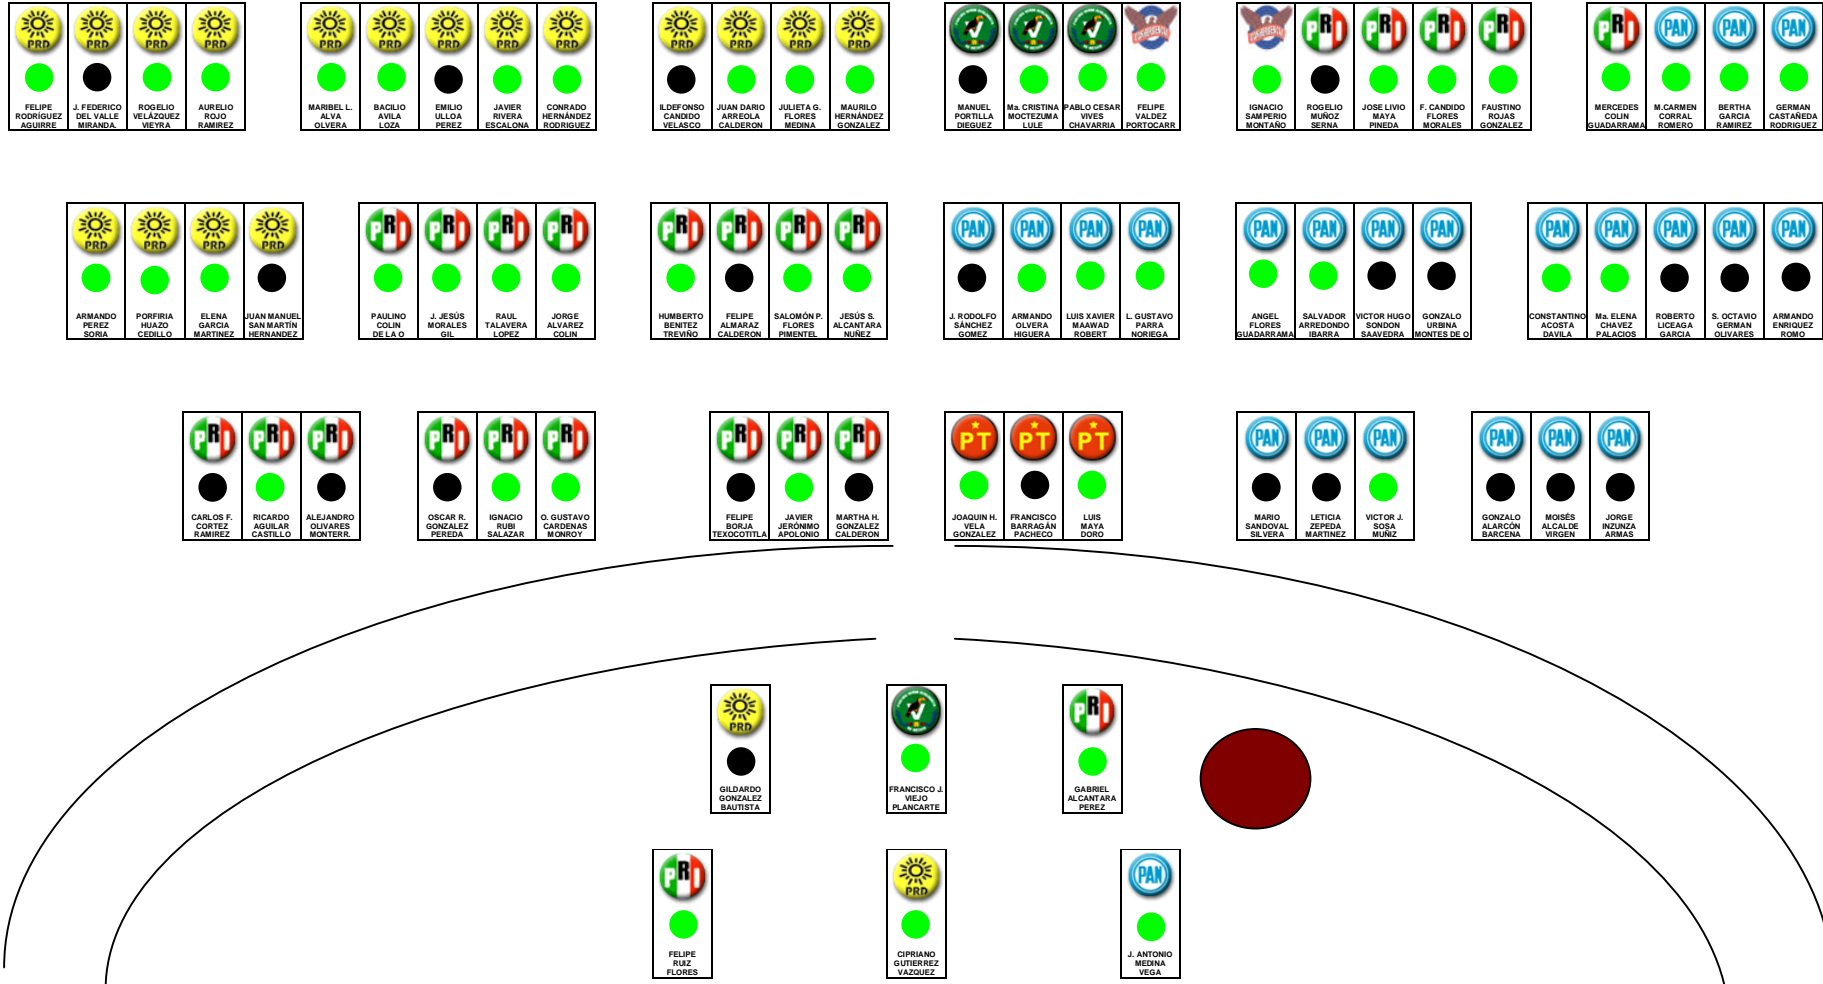 PRD PRD PRD PRD PRD PRD PRD PRD PRD PRD PRD PRD PRD CONVERGENCIA CONVERGENCIA PRI PRI PRI PRI PRI PAN PAN PAN
FELIPE RODRÍGUEZ AGUIRRE
J. FEDERICO DEL VALLE MIRANDA.
ROGELIO VELÁZQUEZ VIEYRA
AURELIO ROJO RAMIREZ
MARIBEL L. ALVA OLVERA
BACILIO AVILA LOZA
EMILIO ULLOA PEREZ
JAVIER RIVERA ESCALONA
CONRADO HERNÁNDEZ RODRIGUEZ
ILDEFONSO CANDIDO VELASCO
JUAN DARIO ARREOLA CALDERON
JULIETA G. FLORES MEDINA
MAURILO HERNÁNDEZ GONZALEZ
MANUEL PORTILLA DIEGUEZ
Ma. CRISTINA MOCTEZUMA LULE
PABLO CESAR VIVES CHAVARRIA
FELIPE VALDEZ PORTOCARR
IGNACIO SAMPERIO MONTAÑO
ROGELIO MUÑOZ SERNA
JOSE LIVIO MAYA PINEDA
F. CANDIDO FLORES MORALES
FAUSTINO ROJAS GONZALEZ
MERCEDES COLIN GUADARRAMA
M.CARMEN CORRAL ROMERO
BERTHA GARCIA RAMIREZ
GERMAN CASTAÑEDA RODRIGUEZ
PRD PRD PRD PRD PRI PRI PRI PRI PRI PRI PRI PRI PAN PAN PAN PAN PAN PAN PAN PAN PAN PAN PAN PAN PAN
ARMANDO PEREZ SORIA
PORFIRIA HUAZO CEDILLO
ELENA GARCIA MARTINEZ
JUAN MANUEL SAN MARTÍN HERNANDEZ
PAULINO COLIN DE LA O
J. JESÚS MORALES GIL
RAUL TALAVERA LOPEZ
JORGE ALVAREZ COLIN
HUMBERTO BENITEZ TREVIÑO
FELIPE ALMARAZ CALDERON
SALOMÓN P. FLORES PIMENTEL
JESÚS S. ALCANTARA NUÑEZ
J. RODOLFO SÁNCHEZ GOMEZ
ARMANDO OLVERA HIGUERA
LUIS XAVIER MAAWAD ROBERT
L. GUSTAVO PARRA NORIEGA
ANGEL FLORES GUADARRAMA
SALVADOR ARREDONDO IBARRA
VICTOR HUGO SONDON SAAVEDRA
GONZALO URBINA MONTES DE O
CONSTANTINO ACOSTA DAVILA
Ma. ELENA CHAVEZ PALACIOS
ROBERTO LICEAGA GARCIA
S. OCTAVIO GERMAN OLIVARES
ARMANDO ENRIQUEZ ROMO
PRI PRI PRI PRI PRI PRI PRI PRI PRI PT PT PT PAN PAN PAN PAN PAN PAN
CARLOS F. CORTEZ RAMIREZ
RICARDO AGUILAR CASTILLO
ALEJANDRO OLIVARES MONTERR.
OSCAR R. GONZALEZ PEREDA
IGNACIO RUBI SALAZAR
O. GUSTAVO CARDENAS MONROY
FELIPE BORJA TEXOCOTITLA
JAVIER JERÓNIMO APOLONIO
MARTHA H. GONZALEZ CALDERON
JOAQUIN H. VELA GONZALEZ
FRANCISCO BARRAGÁN PACHECO
LUIS MAYA DORO
MARIO SANDOVAL SILVERA
LETICIA ZEPEDA MARTINEZ
VICTOR J. SOSA MUÑIZ
GONZALO ALARCÓN BARCENA
MOISÉS ALCALDE VIRGEN
JORGE INZUNZA ARMAS
PRD PRI
GILDARDO GONZALEZ BAUTISTA
FRANCISCO J. VIEJO PLANCARTE
GABRIEL ALCANTARA PEREZ
PRI PRD PAN
FELIPE RUIZ FLORES
CIPRIANO GUTIERREZ VAZQUEZ
J. ANTONIO MEDINA VEGA